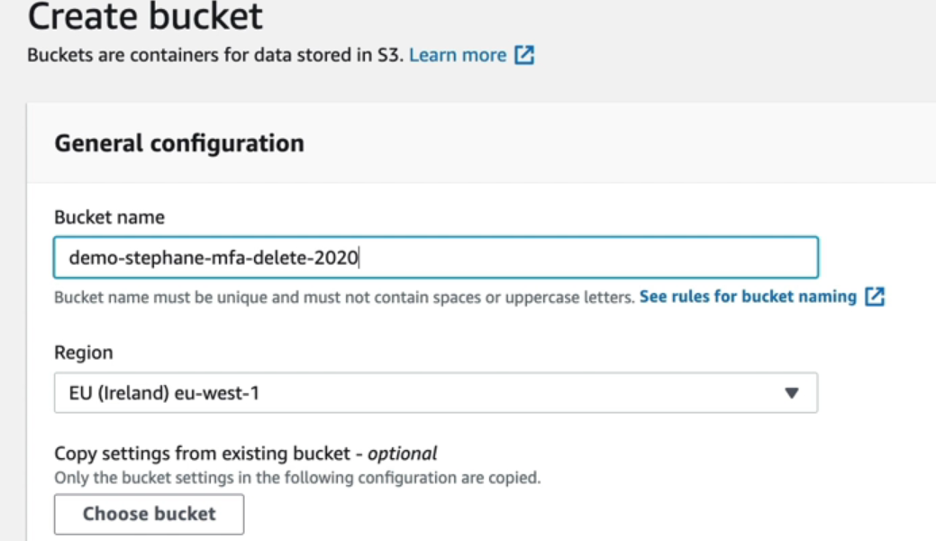 Create bucket
Buckets are containers for data stored in S3. Learn more
General configuration
Bucket name
demo-stephane-mfa-delete-2020
Bucket name must be unique and must not contain spaces or uppercase letters. See rules for bucket naming
Region
EU (Ireland) eu-west-1
Copy settings from existing bucket - optional
Only the bucket settings in the following configuration are copied.
Choose bucket